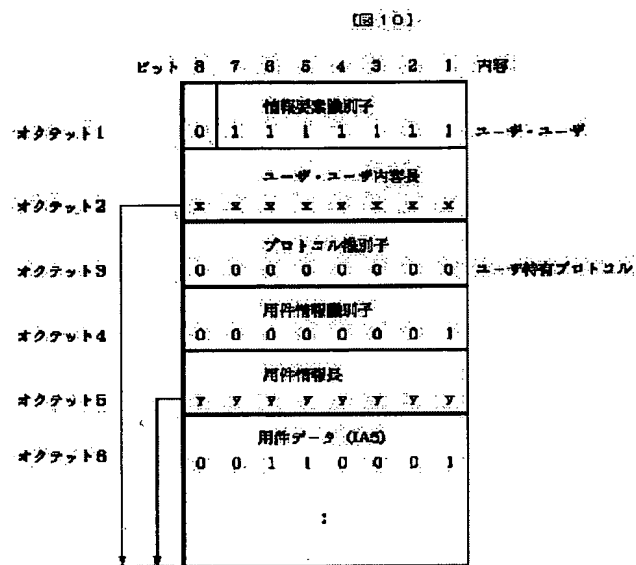 【図10】
ビット 8 7 6 5 4 3 2 1 内容
情報要素識別子
オクテット1 0 1 1 1 1 1 1 1 ユーザ・ユーザ
ユーザ・ユーザ内容長
オクテット2 x x x x x x x x
プロトコル識別子
オクテット3 0 0 0 0 0 0 0 0 ユーザ特有プロトコル
用件情報識別子
オクテット4 0 0 0 0 0 0 0 1
用件情報長
オクテット5 y y y y y y y y
用件データ (IA5)
オクテット6 0 0 1 1 0 0 0 1
: